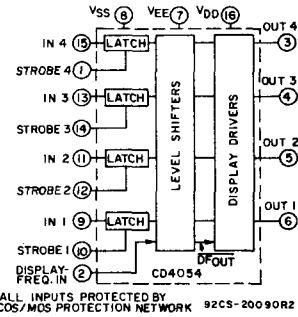 VSS 8 VEE 7 VDD 16
OUT 4
IN 4 15 LATCH 3
STROBE 4 1
OUT 3
IN 3 13 LATCH 4
STROBE 3 14
LEVEL SHIFTERS
DISPLAY DRIVERS
OUT 2
IN 2 11 LATCH 5
STROBE 2 12
OUT 1
IN 1 9 LATCH 6
STROBE 1 10
DISPLAY-
FREQ. IN 2
DFOUT
CD4054
ALL INPUTS PROTECTED BY
COS/MOS PROTECTION NETWORK 92CS-20090R2